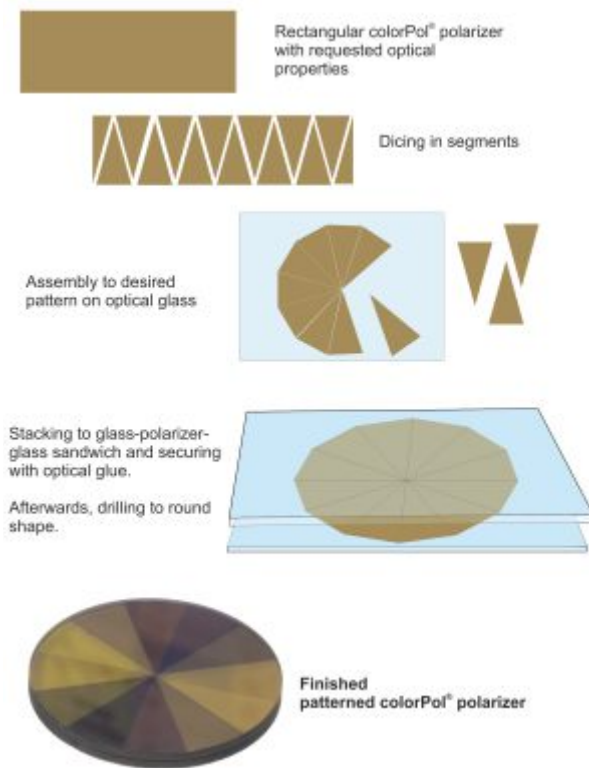 Rectangular colorPol® polarizer
with requested optical
properties
Dicing in segments
Assembly to desired
pattern on optical glass
Stacking to glass-polarizer-
glass sandwich and securing
with optical glue.
Afterwards, drilling to round
shape.
Finished
patterned colorPol® polarizer